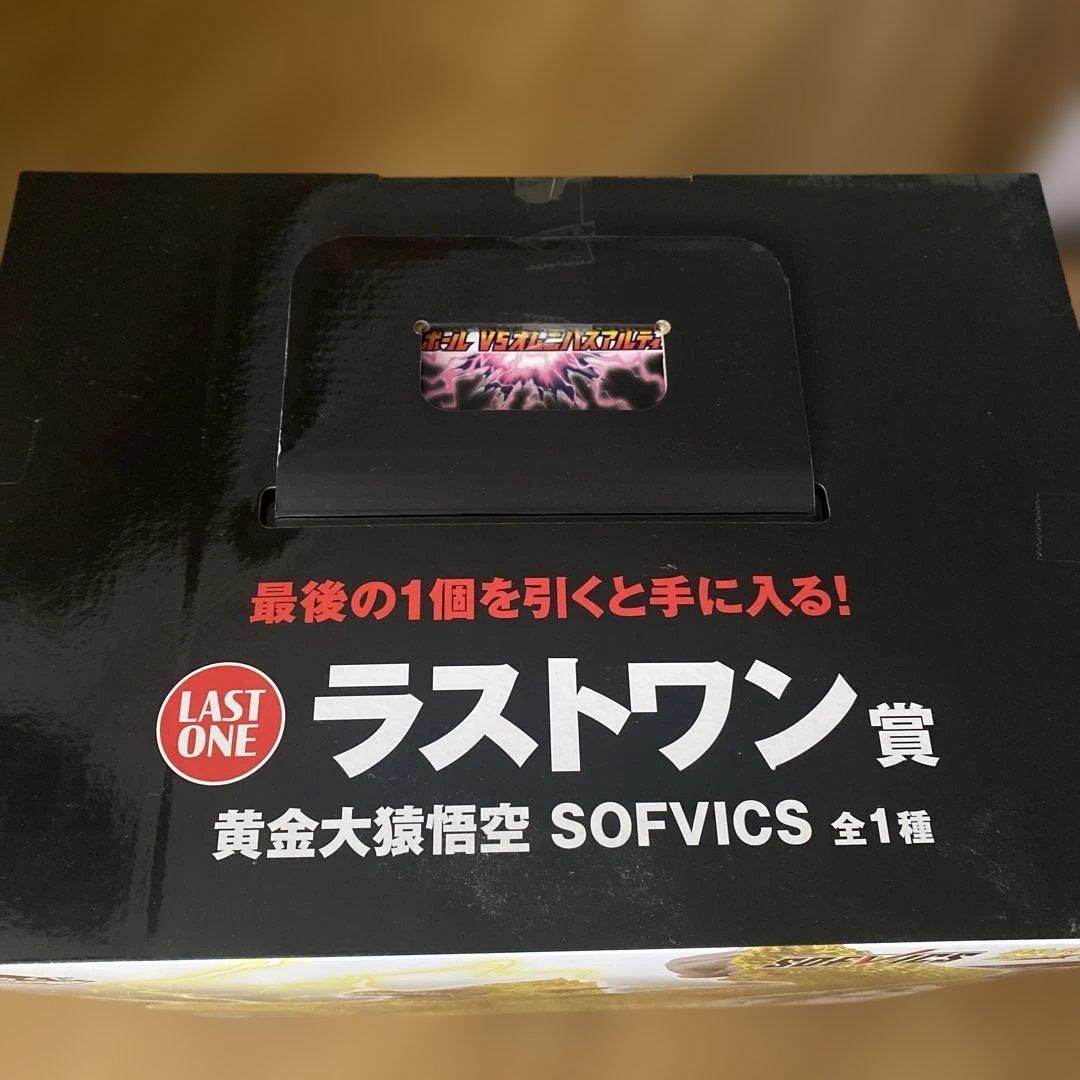 ボール VSオムニバスアルティ
最後の1個を引くと手に入る!
LAST
ONE
ラストワン賞
黄金大猿悟空 SOFVICS 全1種
SOFVICS